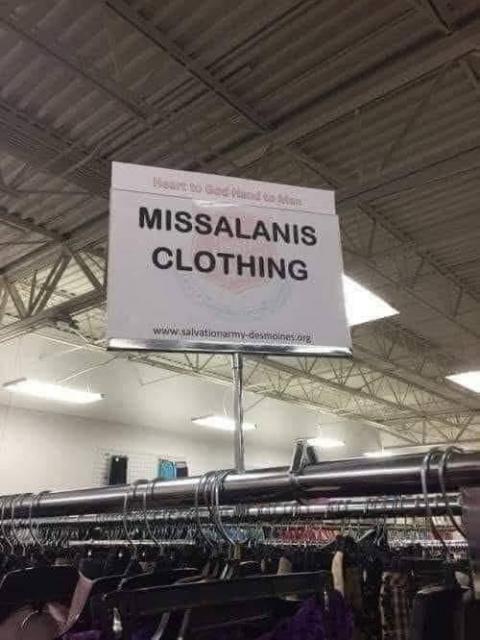 Heart to God Hand to Man
MISSALANIS
CLOTHING
www.salvationarmy-desmoines.org